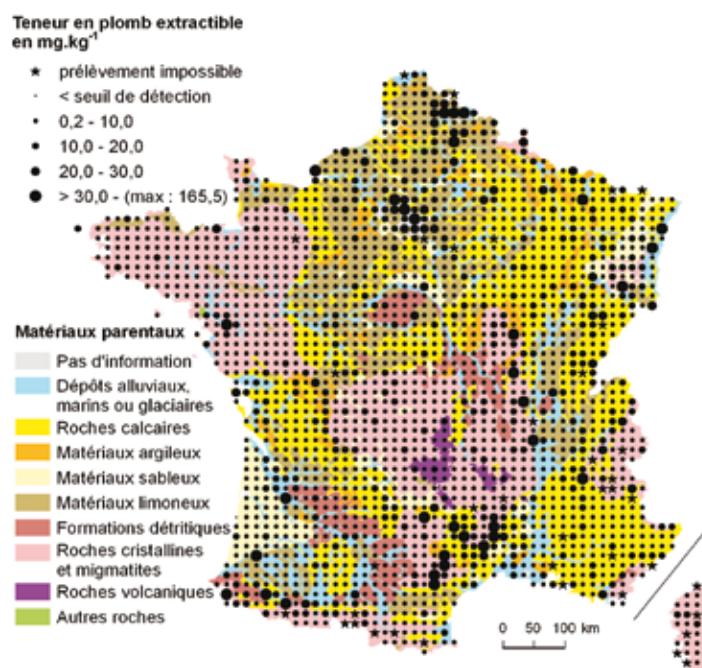 Teneur en plomb extractible
en mg.kg⁻¹
prélèvement impossible
< seuil de détection
0,2 - 10,0
10,0 - 20,0
20,0 - 30,0
> 30,0 - (max : 165,5)
Matériaux parentaux
Pas d'information
Dépôts alluviaux,
marins ou glaciaires
Roches calcaires
Matériaux argileux
Matériaux sableux
Matériaux limoneux
Formations détritiques
Roches cristallines
et migmatites
Roches volcaniques
Autres roches
0 50 100 km